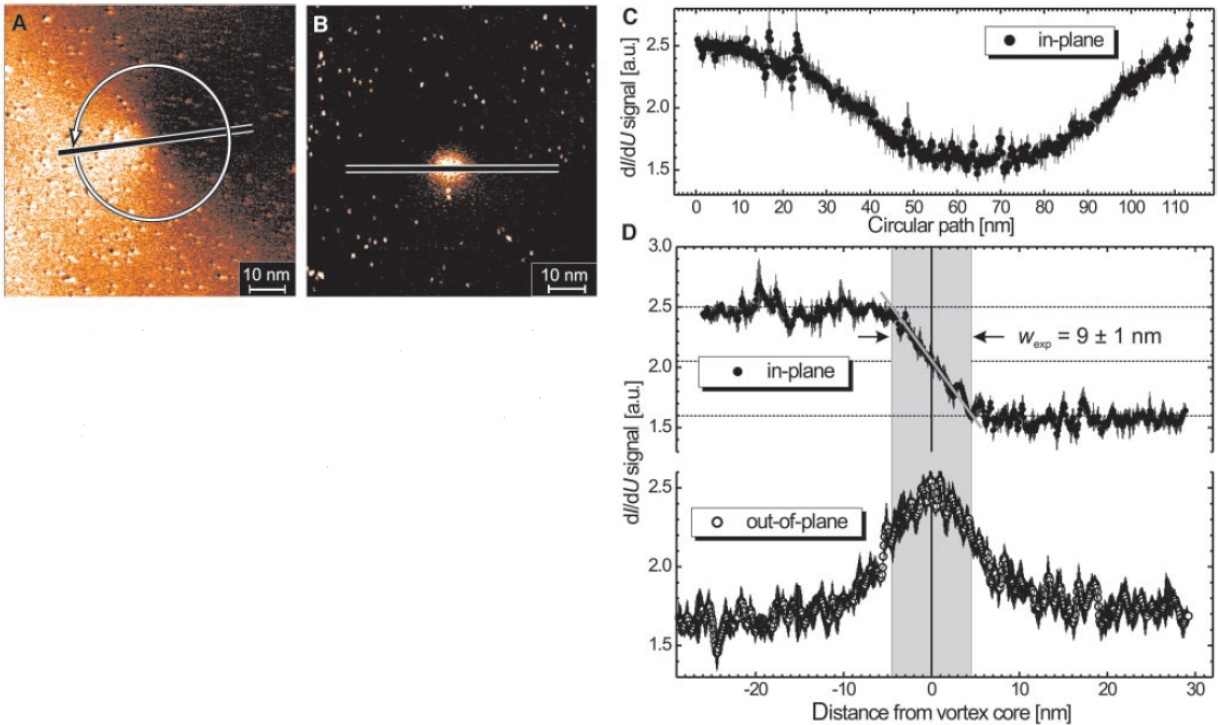 A
B
10 nm
10 nm
C
dI/dU signal [a.u.]
2.5
2.0
1.5
in-plane
0 10 20 30 40 50 60 70 80 90 100 110
Circular path [nm]
D
dI/dU signal [a.u.]
3.0
2.5
2.0
1.5
w exp = 9 ± 1 nm
in-plane
2.5
2.0
1.5
out-of-plane
-20 -10 0 10 20 30
Distance from vortex core [nm]